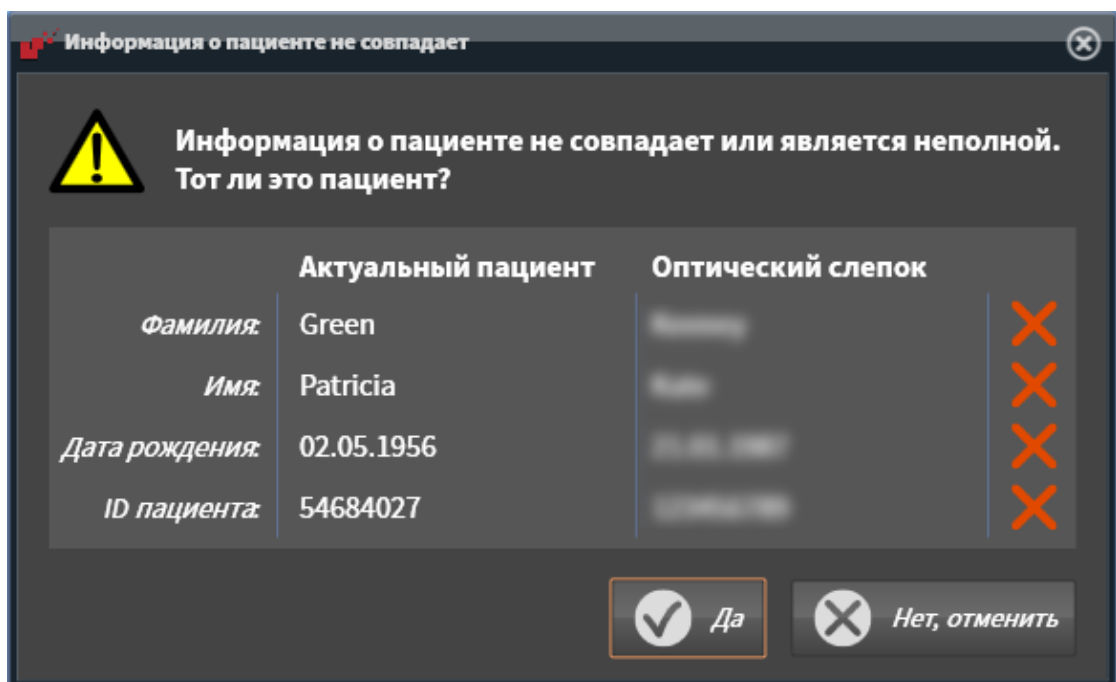 Информация о пациенте не совпадает
Информация о пациенте не совпадает или является неполной.
Тот ли это пациент?
Актуальный пациент Оптический слепок
Фамилия: Green
Имя: Patricia
Дата рождения: 02.05.1956
ID пациента: 54684027
Да Нет, отменить